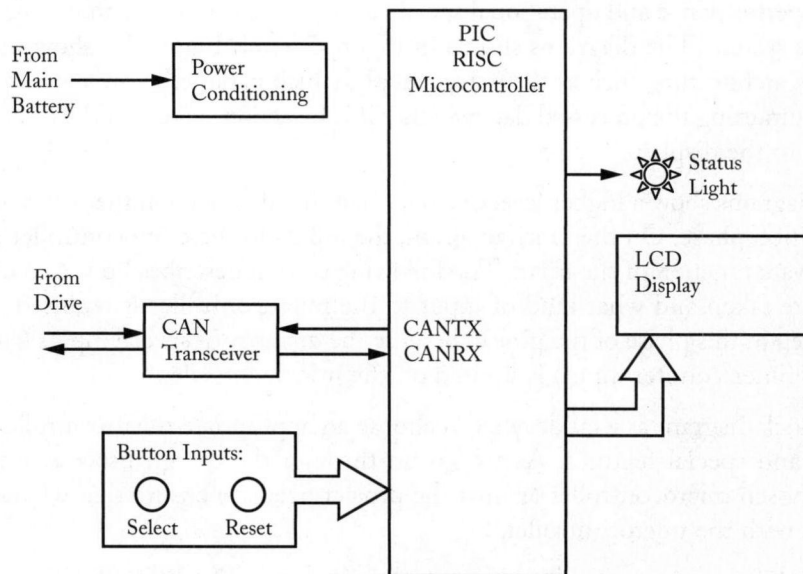 From
Main
Battery
Power
Conditioning
PIC
RISC
Microcontroller
Status
Light
LCD
Display
From
Drive
CAN
Transceiver
CANTX
CANRX
Button Inputs:
Select Reset